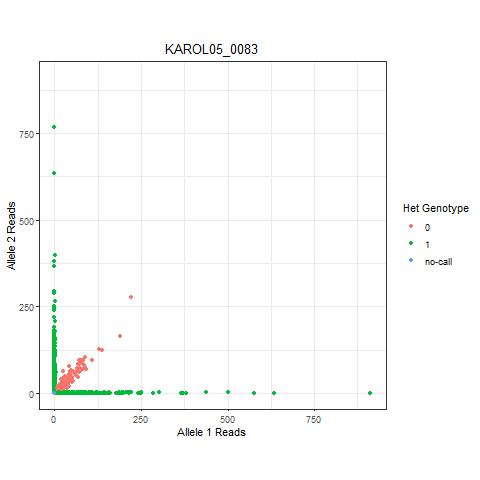 KAROL05_0083
Allele 2 Reads
750
500
250
0
0 250 500 750
Allele 1 Reads
Het Genotype
0
1
no-call